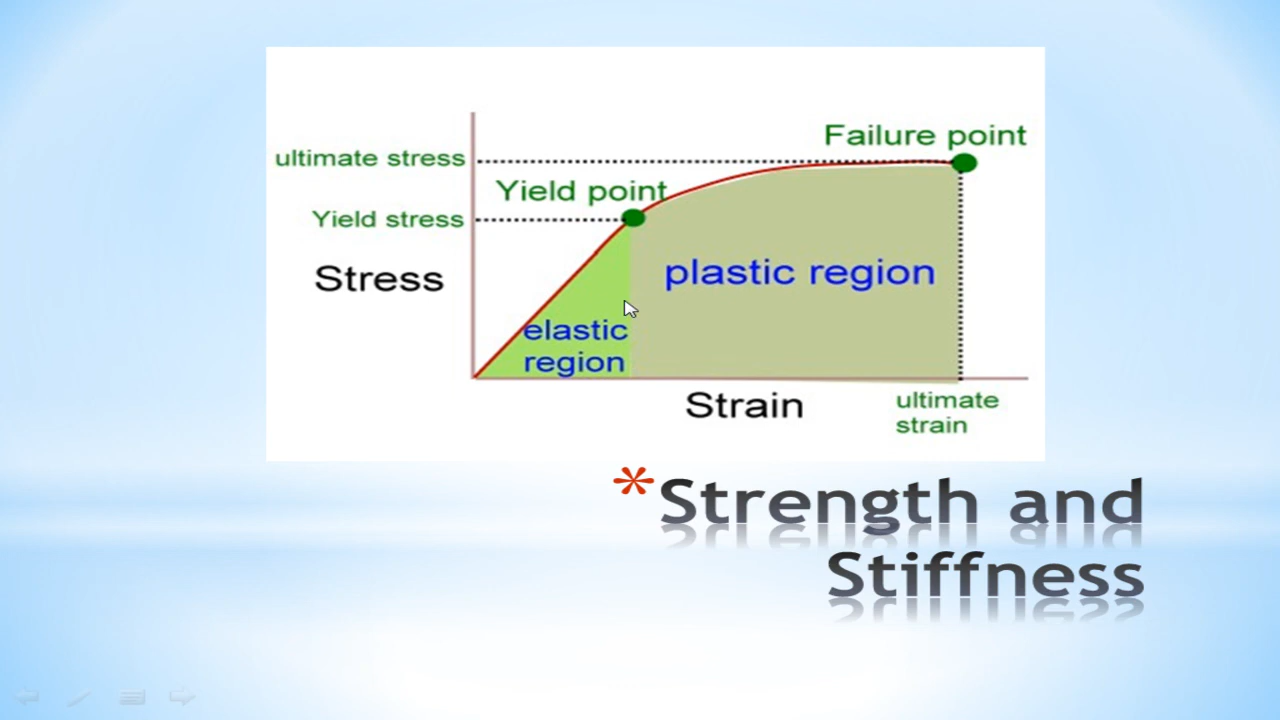 Failure point
ultimate stress
Yield point
Yield stress
Stress
plastic region
elastic
region
Strain
ultimate
strain
*Strength and
Stiffness